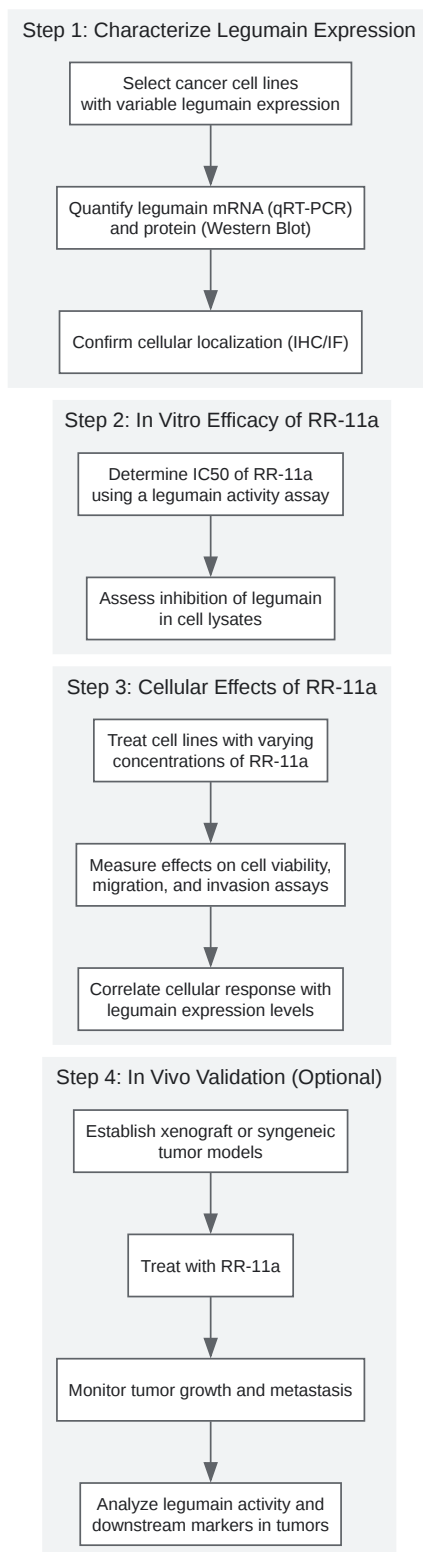 Step 1: Characterize Legumain Expression
Select cancer cell lines
with variable legumain expression
Quantify legumain mRNA (qRT-PCR)
and protein (Western Blot)
Confirm cellular localization (IHC/IF)
Step 2: In Vitro Efficacy of RR-11a
Determine IC50 of RR-11a
using a legumain activity assay
Assess inhibition of legumain
in cell lysates
Step 3: Cellular Effects of RR-11a
Treat cell lines with varying
concentrations of RR-11a
Measure effects on cell viability,
migration, and invasion assays
Correlate cellular response with
legumain expression levels
Step 4: In Vivo Validation (Optional)
Establish xenograft or syngeneic
tumor models
Treat with RR-11a
Monitor tumor growth and metastasis
Analyze legumain activity and
downstream markers in tumors